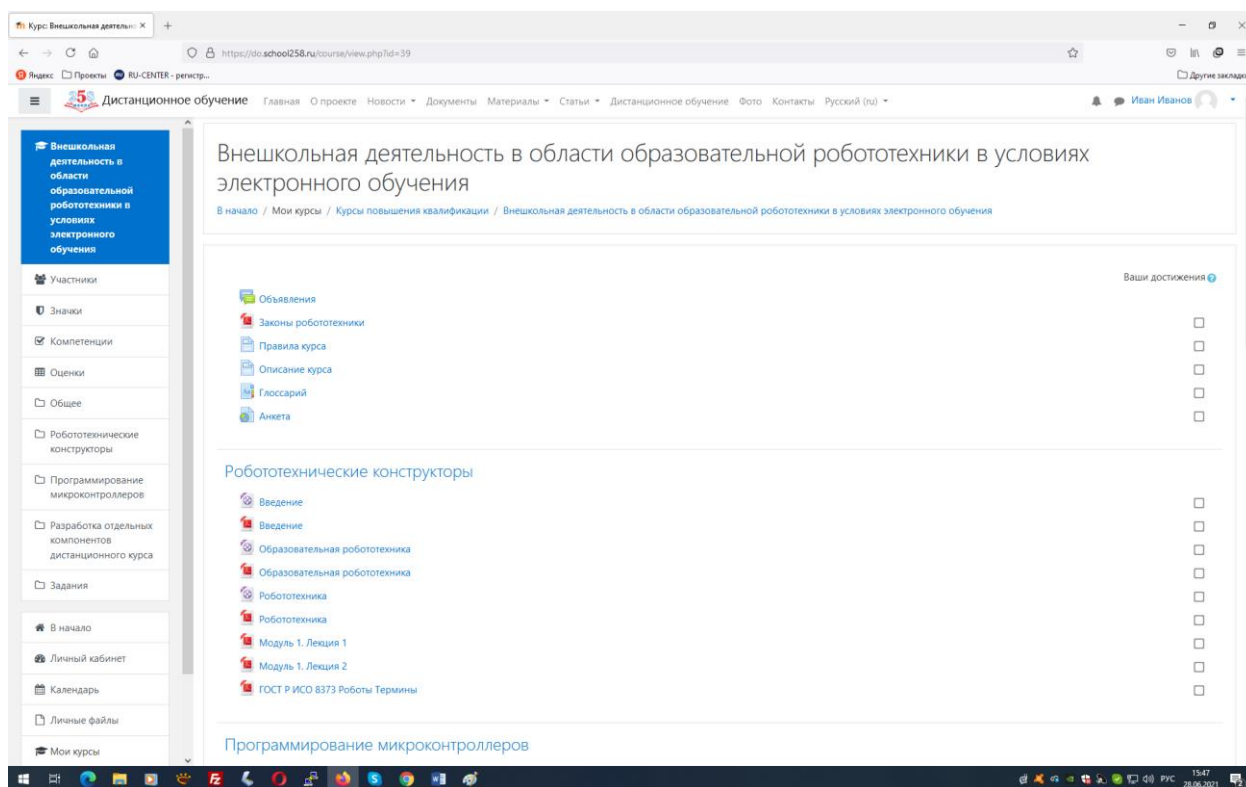 Курс: Внешкольная деятельно
https://do.school258.ru/course/view.php?id=39
Яндекс Проекты RU-CENTER - регистр...
Другие закладки
Дистанционное обучение Главная О проекте Новости Документы Материалы Статьи Дистанционное обучение Фото Контакты Русский (ru)
Иван Иванов
Внешкольная
деятельность в
области
образовательной
робототехники в
условиях
электронного
обучения
Участники
Значки
Компетенции
Оценки
Общее
Робототехнические
конструкторы
Программирование
микроконтроллеров
Разработка отдельных
компонентов
дистанционного курса
Задания
В начало
Личный кабинет
Календарь
Личные файлы
Мои курсы
Внешкольная деятельность в области образовательной робототехники в условиях
электронного обучения
В начало / Мои курсы / Курсы повышения квалификации / Внешкольная деятельность в области образовательной робототехники в условиях электронного обучения
Ваши достижения
Объявления
Законы робототехники
Правила курса
Описание курса
Глоссарий
Анкета
Робототехнические конструкторы
Введение
Введение
Образовательная робототехника
Образовательная робототехника
Робототехника
Робототехника
Модуль 1. Лекция 1
Модуль 1. Лекция 2
ГОСТ Р ИСО 8373 Роботы Термины
Программирование микроконтроллеров
РУС
15:47
28.06.2021